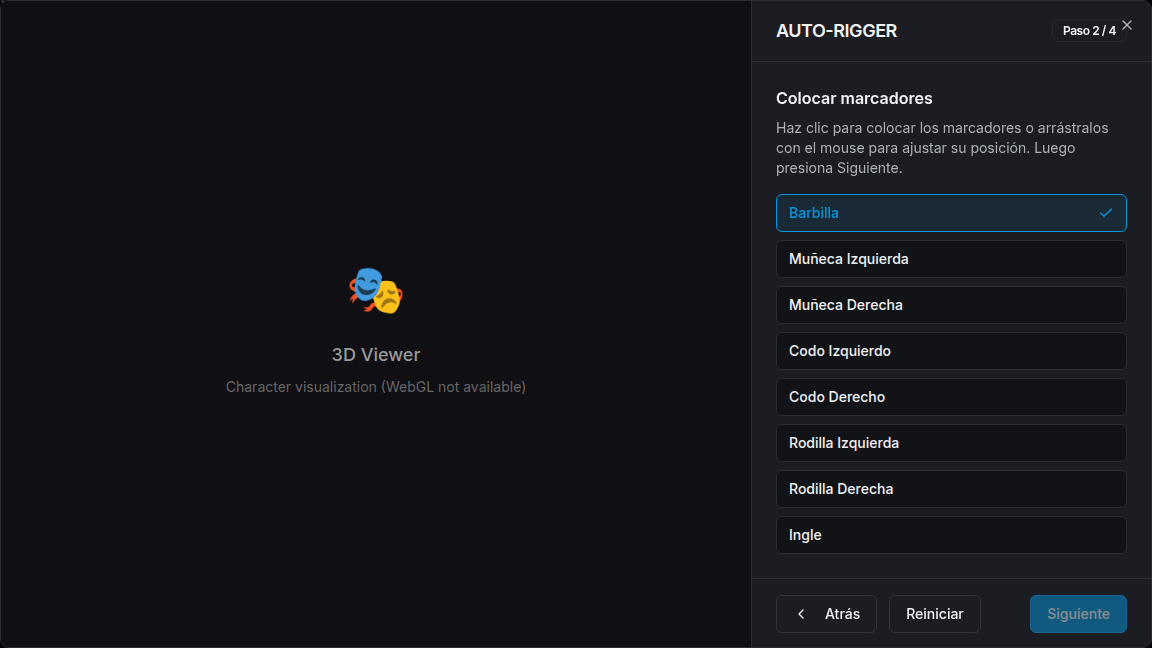 AUTO-RIGGER
Paso 2 / 4
Colocar marcadores
Haz clic para colocar los marcadores o arrástralos
con el mouse para ajustar su posición. Luego
presiona Siguiente.
Barbilla
Muñeca Izquierda
Muñeca Derecha
Codo Izquierdo
Codo Derecho
Rodilla Izquierda
Rodilla Derecha
Ingle
Atrás
Reiniciar
Siguiente
3D Viewer
Character visualization (WebGL not available)